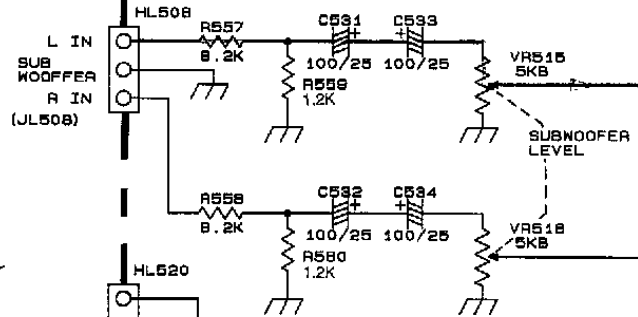 HL508
L IN
SUB
WOOFFER
R IN
(JL508)
R557
8.2K
C531
+
100/25
C533
+
100/25
R559
1.2K
VR515
5KB
SUBWOOFER
LEVEL
R558
8.2K
C532
+
100/25
C534
+
100/25
R560
1.2K
VR516
5KB
HL520